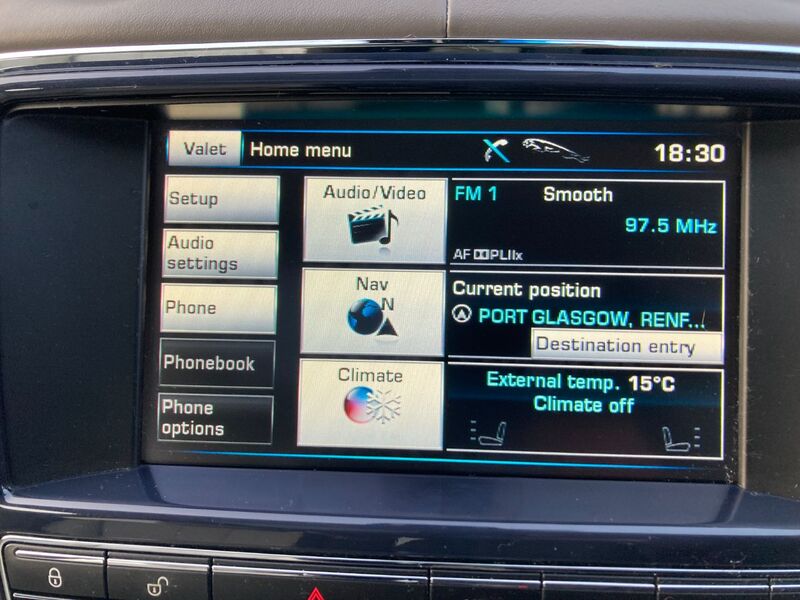 Valet Home menu 18:30
Setup
Audio
settings
Phone
Phonebook
Phone
options
Audio/Video
Nav
N
Climate
FM 1 Smooth
97.5 MHz
AF PLIIx
Current position
PORT GLASGOW, RENF...
Destination entry
External temp. 15°C
Climate off